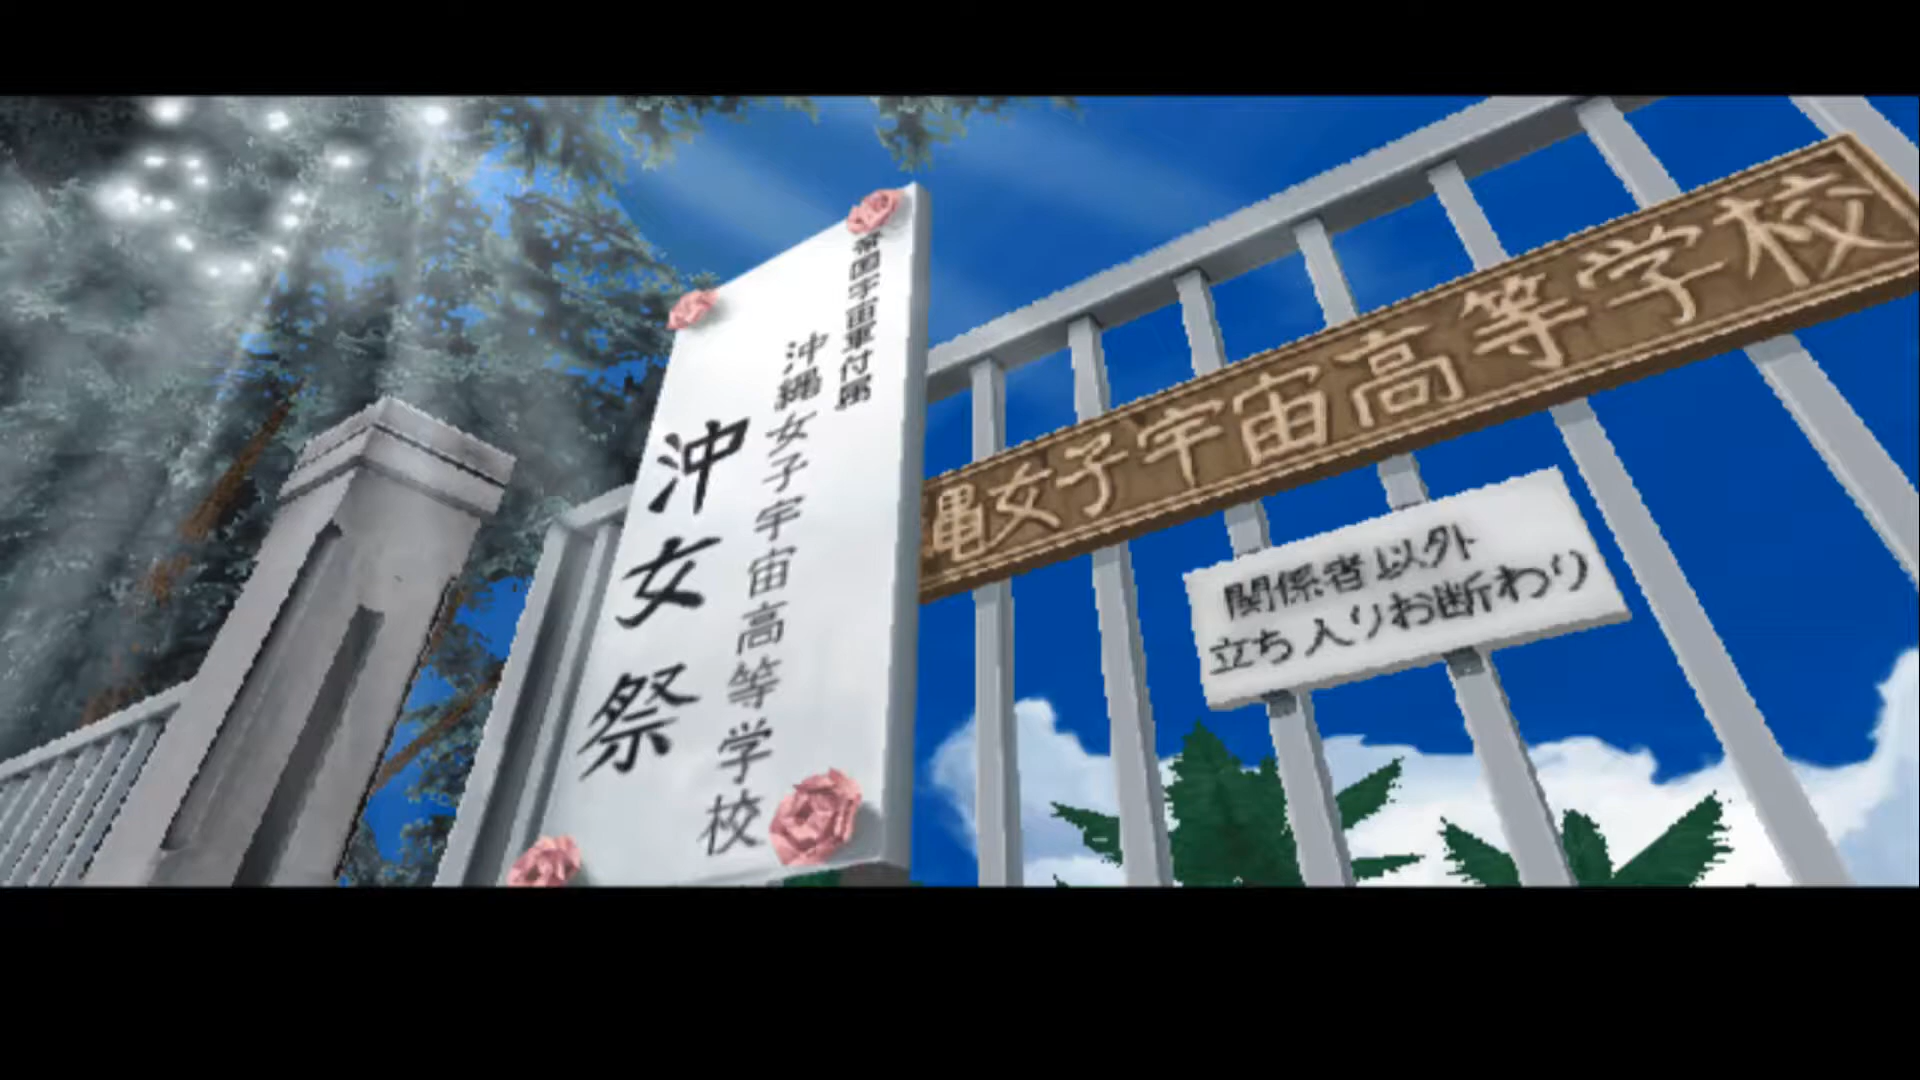 帝国宇宙軍付属
沖縄女子宇宙高等学校
沖女祭
縄女子宇宙高等学校
関係者以外
立ち入りお断わり